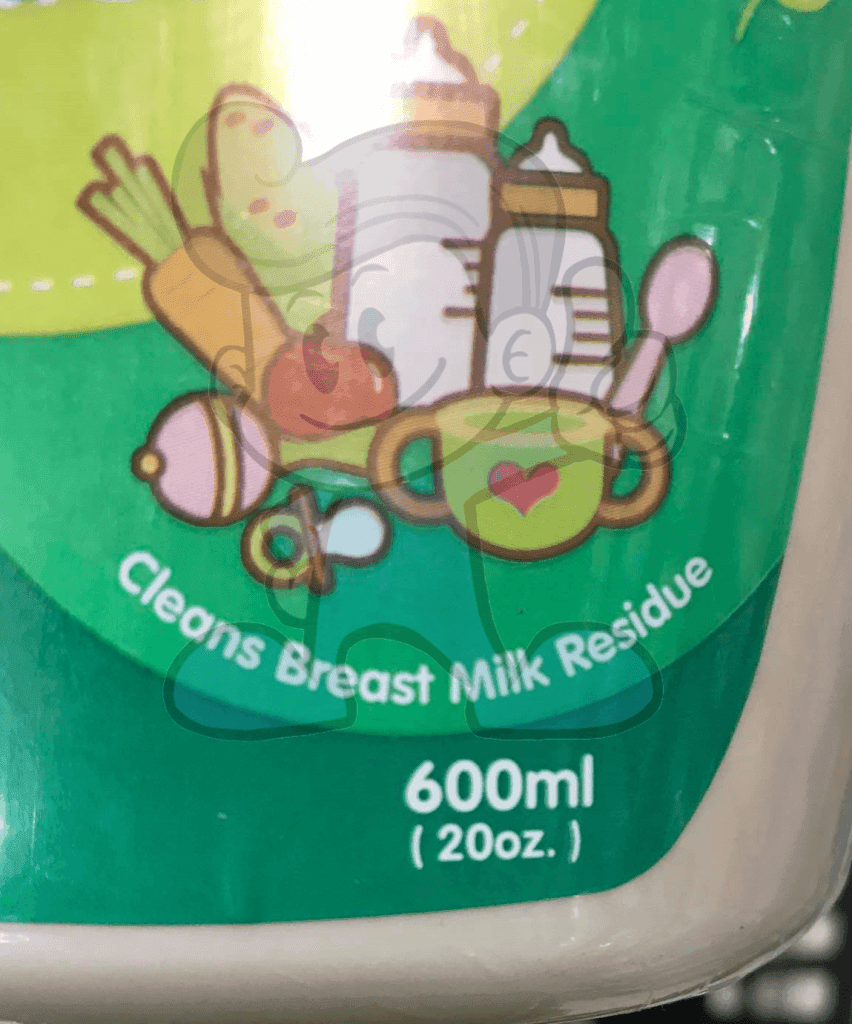 Cleans Breast Milk Residue
600ml
( 20oz. )